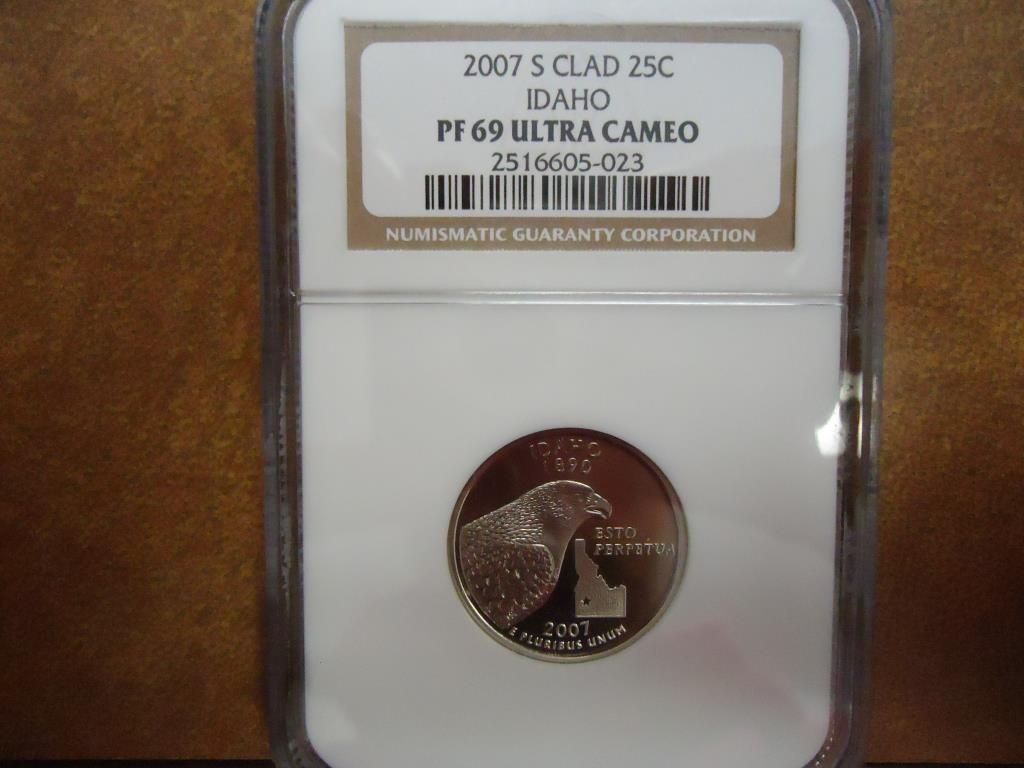 2007 S CLAD 25C
IDAHO
PF 69 ULTRA CAMEO
2516605-023
NUMISMATIC GUARANTY CORPORATION
IDAHO
1890
ESTO
PERPETUA
2007
E PLURIBUS UNUM